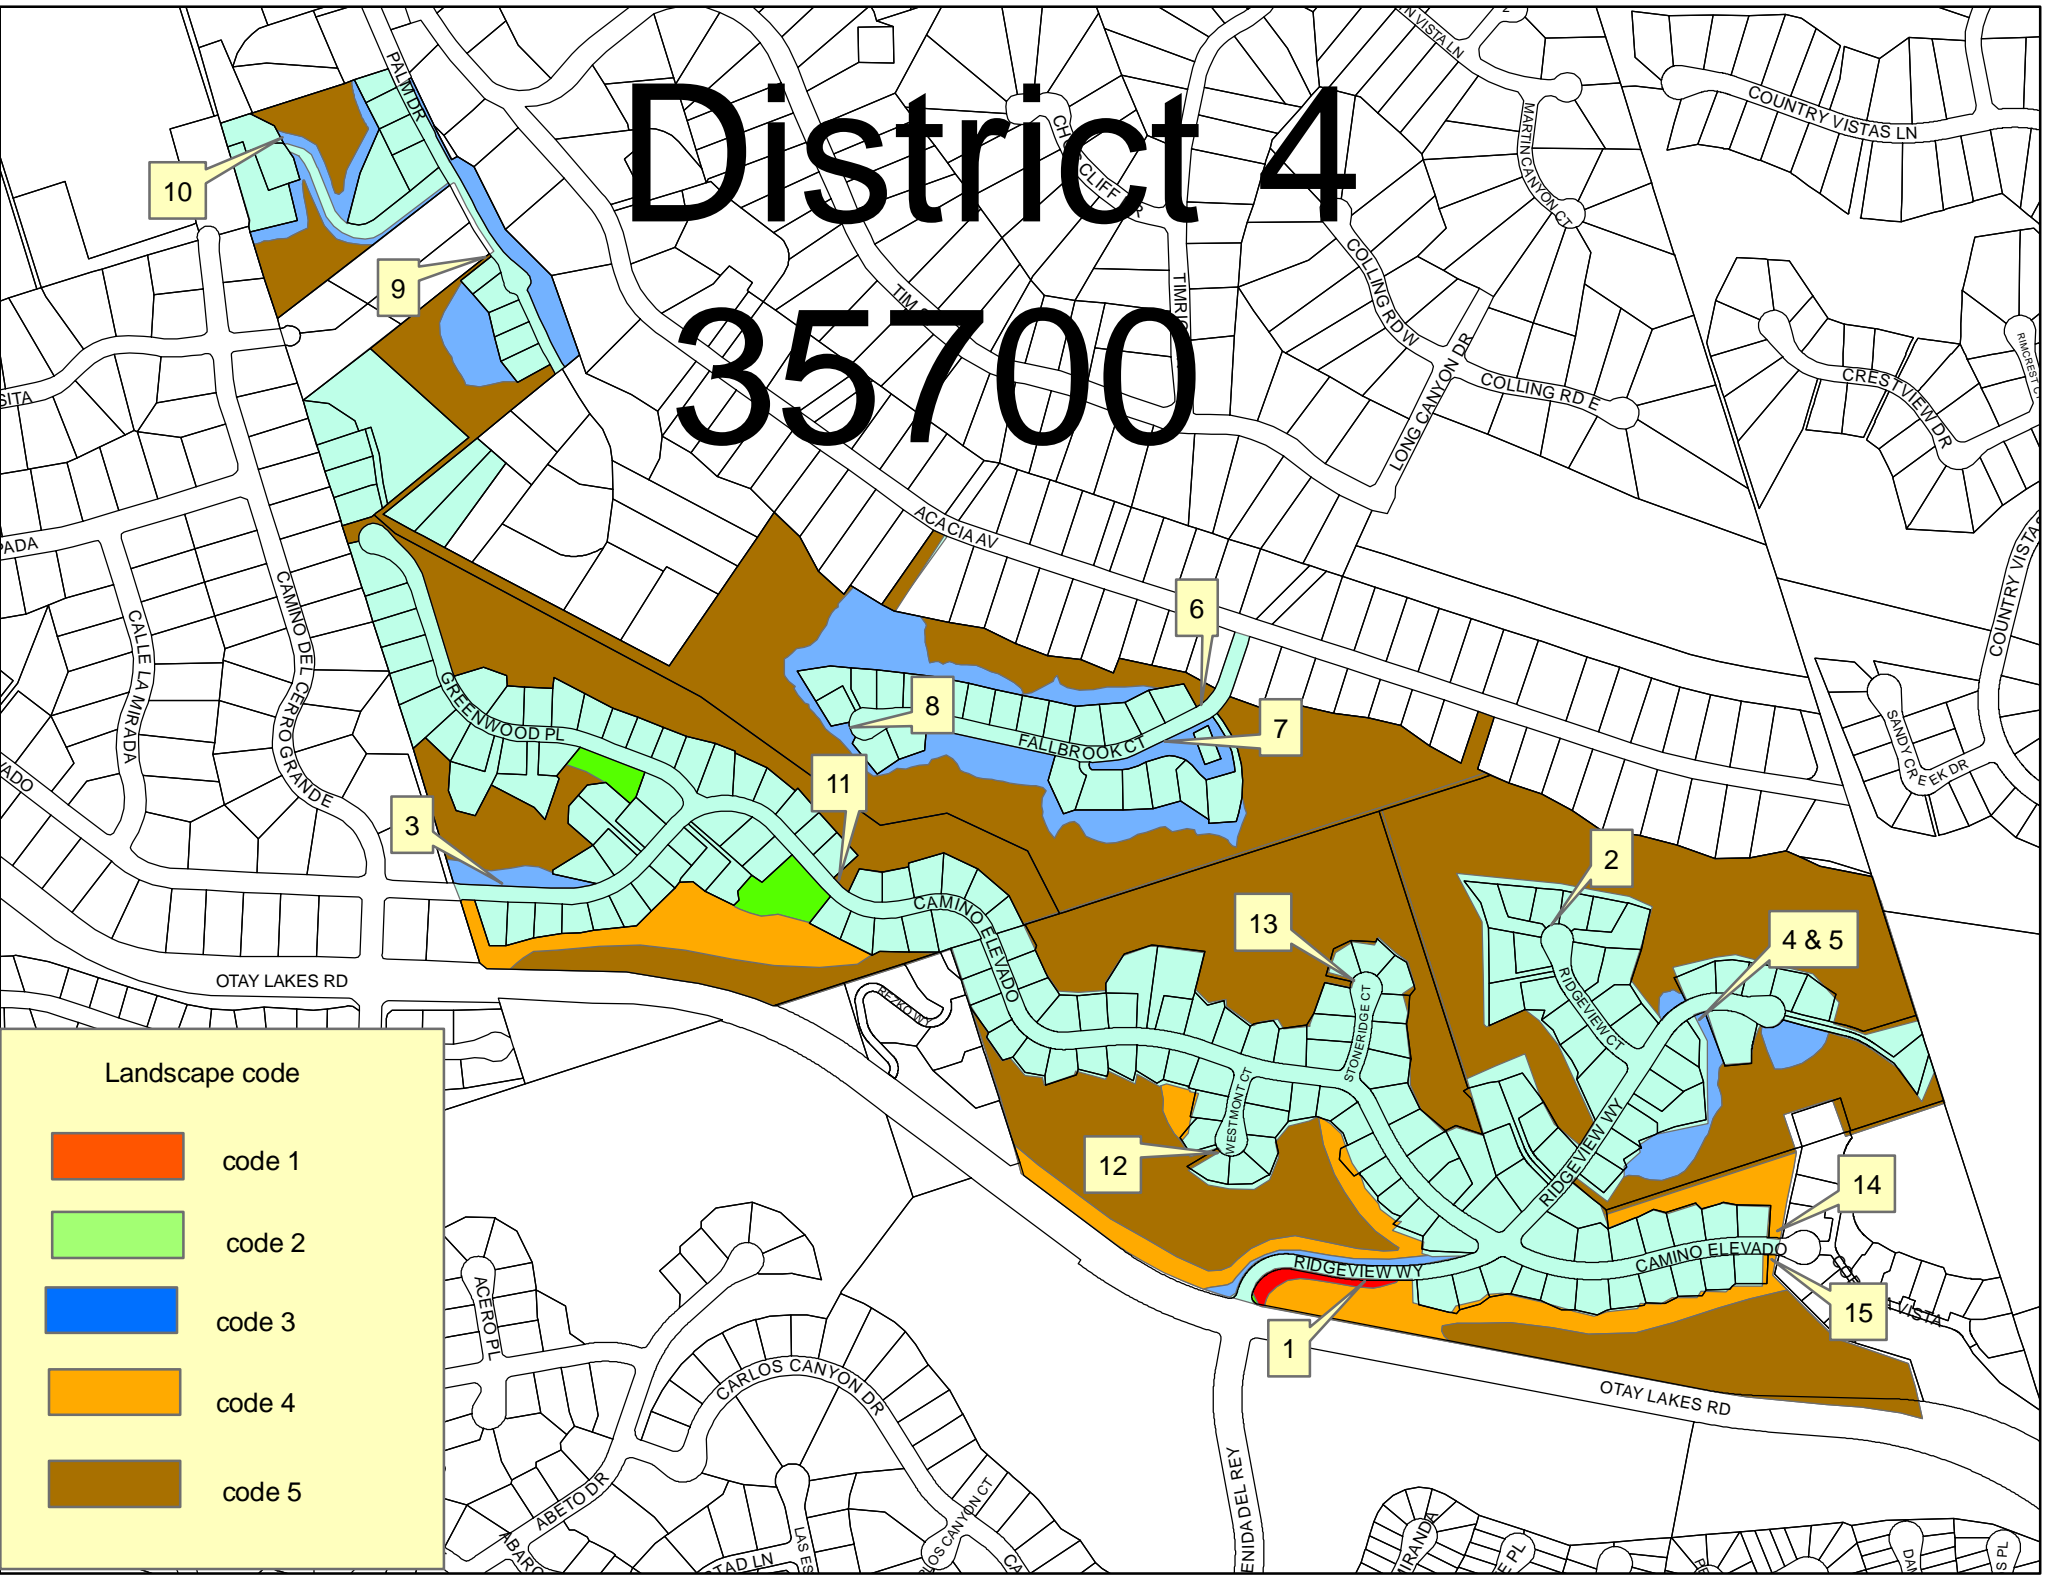 District 4
35700
PALM DR
COUNTRY VISTAS LN
MARTIN CANYON CT
COLLING RD W
COLLING RD E
LONG CANYON DR
CRESTVIEW DR
ACACIA AV
CAMINO DEL CERRO GRANDE
CALLE LA MIRADA
GREENWOOD PL
FALLBROOK CT
SANDY CREEK DR
CAMINO ELEVADO
OTAY LAKES RD
REZKO WY
STONERIDGE CT
WESTMONT CT
RIDGEVIEW CT
RIDGEVIEW WY
RIDGEVIEW WY
CAMINO ELEVADO
OTAY LAKES RD
ACERO PL
CARLOS CANYON DR
ABETO DR
10
9
6
8
7
11
3
2
13
4 & 5
12
14
15
1
Landscape code
code 1
code 2
code 3
code 4
code 5